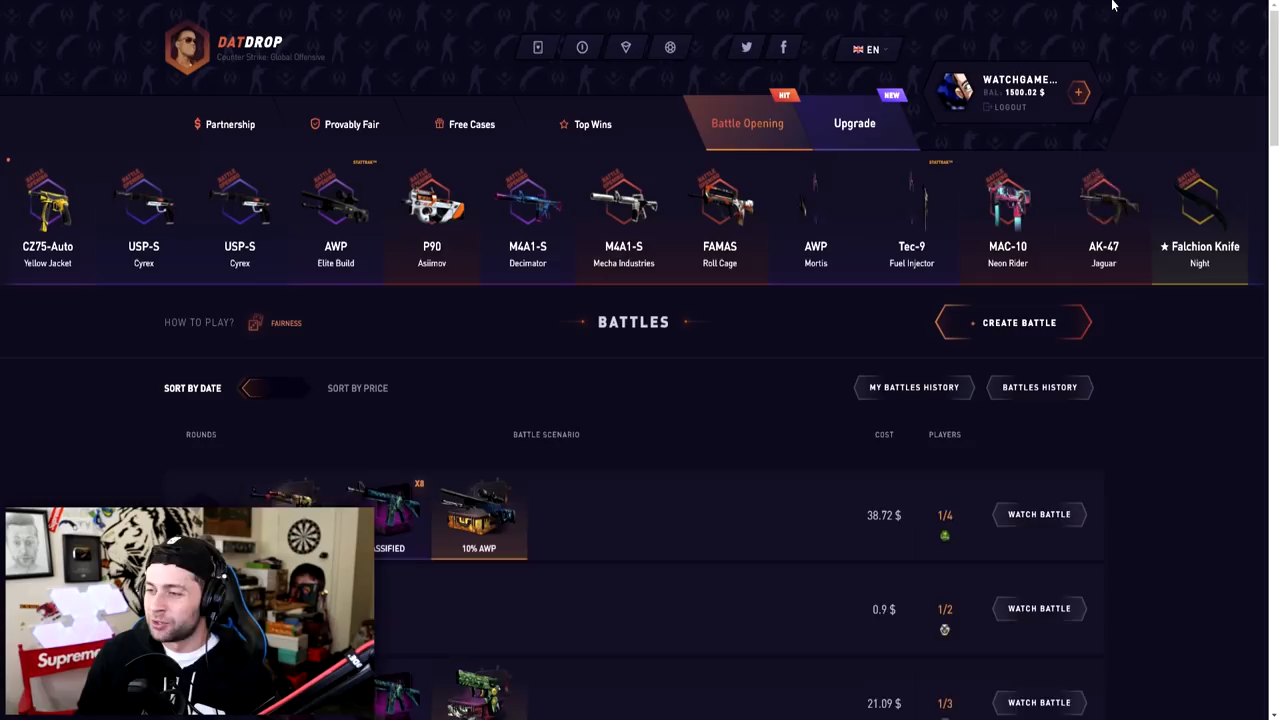 DATDROP
Counter Strike: Global Offensive
EN
WATCHGAME...
BAL: 1500.02 $
LOGOUT
HIT
NEW
Partnership
Provably Fair
Free Cases
Top Wins
Battle Opening
Upgrade
STATTRAK™
STATTRAK™
CZ75-Auto
Yellow Jacket
USP-S
Cyrex
USP-S
Cyrex
AWP
Elite Build
P90
Asiimov
M4A1-S
Decimator
M4A1-S
Mecha Industries
FAMAS
Roll Cage
AWP
Mortis
Tec-9
Fuel Injector
MAC-10
Neon Rider
AK-47
Jaguar
★ Falchion Knife
Night
HOW TO PLAY?
FAIRNESS
BATTLES
CREATE BATTLE
SORT BY DATE
SORT BY PRICE
MY BATTLES HISTORY
BATTLES HISTORY
ROUNDS
BATTLE SCENARIO
COST
PLAYERS
X8
ASSIFIED
10% AWP
38.72 $
1/4
WATCH BATTLE
0.9 $
1/2
WATCH BATTLE
21.09 $
1/3
WATCH BATTLE
Supreme